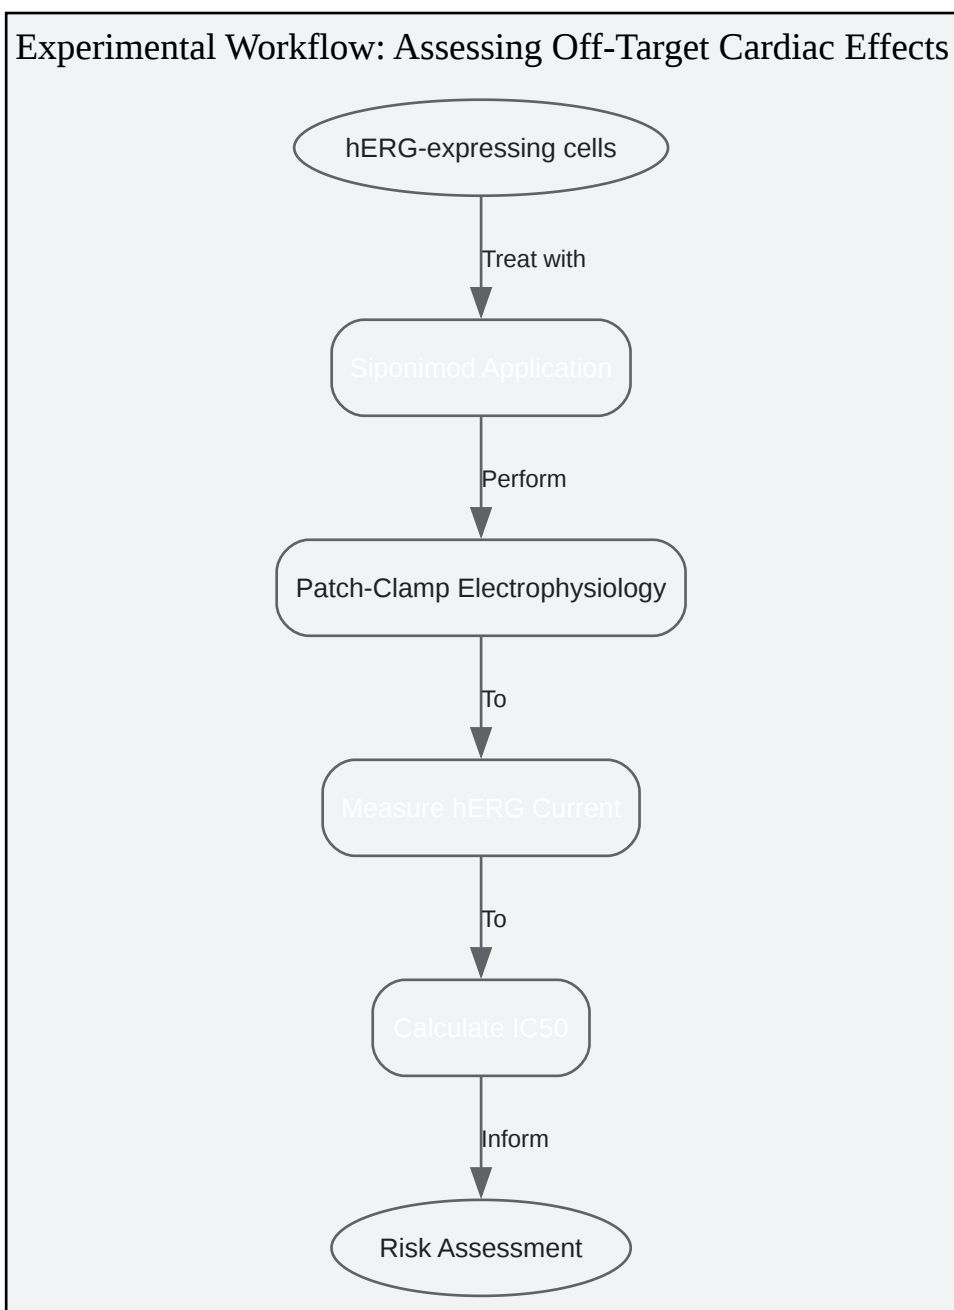 Experimental Workflow: Assessing Off-Target Cardiac Effects
hERG-expressing cells
Treat with
Siponimod Application
Perform
Patch-Clamp Electrophysiology
To
Measure hERG Current
To
Calculate IC50
Inform
Risk Assessment